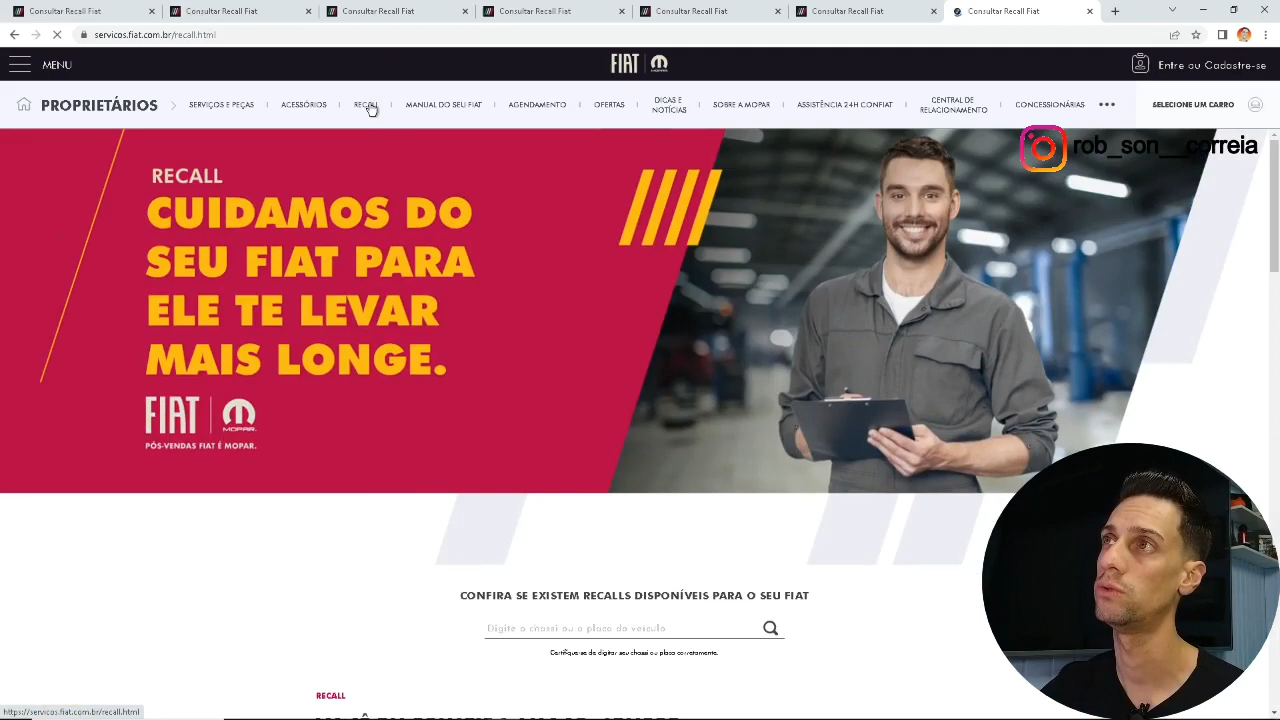 Consultar Recall Fiat
Consultar Recall Fiat
Consultar Recall Fiat
Consultar Recall Fiat
Consultar Recall Fiat
Consultar Recall Fiat
Consultar Recall Fiat
servicos.fiat.com.br/recall.html
MENU
FIAT
MOPAR
Entre ou Cadastre-se
PROPRIETÁRIOS
SERVIÇOS E PEÇAS
ACESSÓRIOS
RECALL
MANUAL DO SEU FIAT
AGENDAMENTO
OFERTAS
DICAS E
NOTÍCIAS
SOBRE A MOPAR
ASSISTÊNCIA 24H CONFIAT
CENTRAL DE
RELACIONAMENTO
CONCESSIONÁRIAS
SELECIONE UM CARRO
rob_son__correia
RECALL
CUIDAMOS DO
SEU FIAT PARA
ELE TE LEVAR
MAIS LONGE.
FIAT
MOPAR
PÓS-VENDAS FIAT É MOPAR.
CONFIRA SE EXISTEM RECALLS DISPONÍVEIS PARA O SEU FIAT
Digite o chassi ou a placa do veículo
Certifique-se de digitar seu chassi ou placa corretamente.
RECALL
https://servicos.fiat.com.br/recall.html